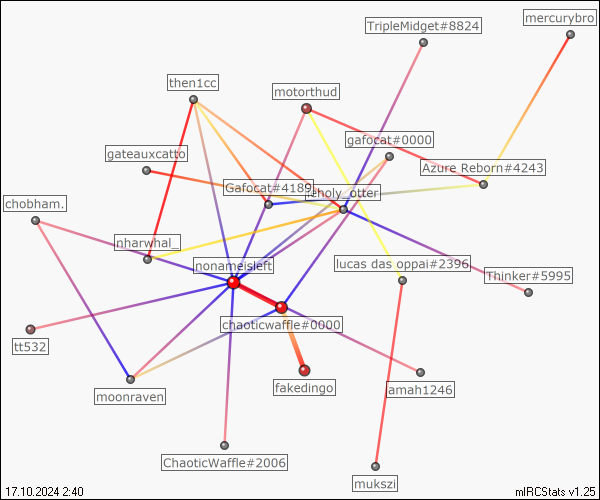 mercurybro
TripleMidget#8824
then1cc
motorthud
gafocat#0000
gateauxcatto
Azure Reborn#4243
Gafocat#4189
holy_otter
chobham.
nharwhal_
nonameisleft
lucas das oppai#2396
Thinker#5995
chaoticwaffle#0000
tt532
fakedingo
amah1246
moonraven
ChaoticWaffle#2006
mukszi
17.10.2024 2:40
mIRCStats v1.25